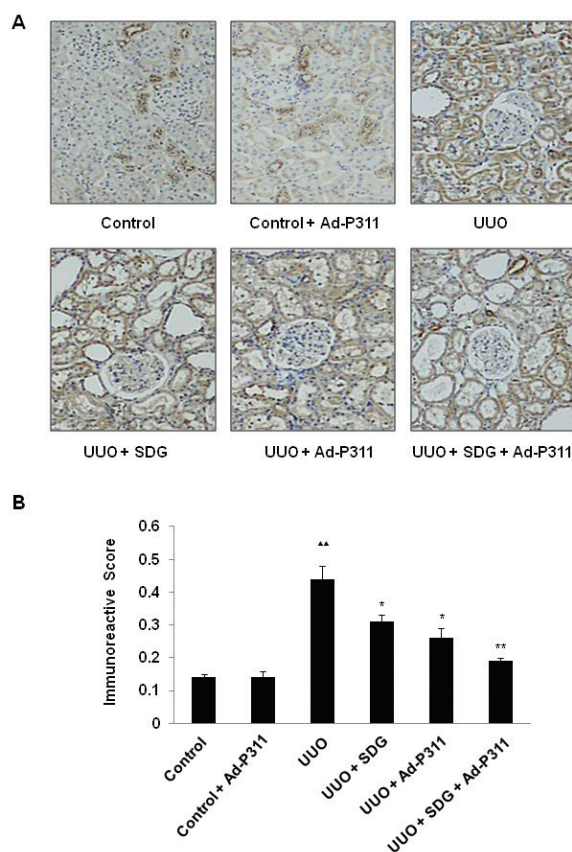 A
Control
Control + Ad-P311
UUO
UUO + SDG
UUO + Ad-P311
UUO + SDG + Ad-P311
B
Immunoreactive Score
0.6
0.5
0.4
0.3
0.2
0.1
0
▲▲
*
*
**
Control
Control + Ad-P311
UUO
UUO + SDG
UUO + Ad-P311
UUO + SDG + Ad-P311